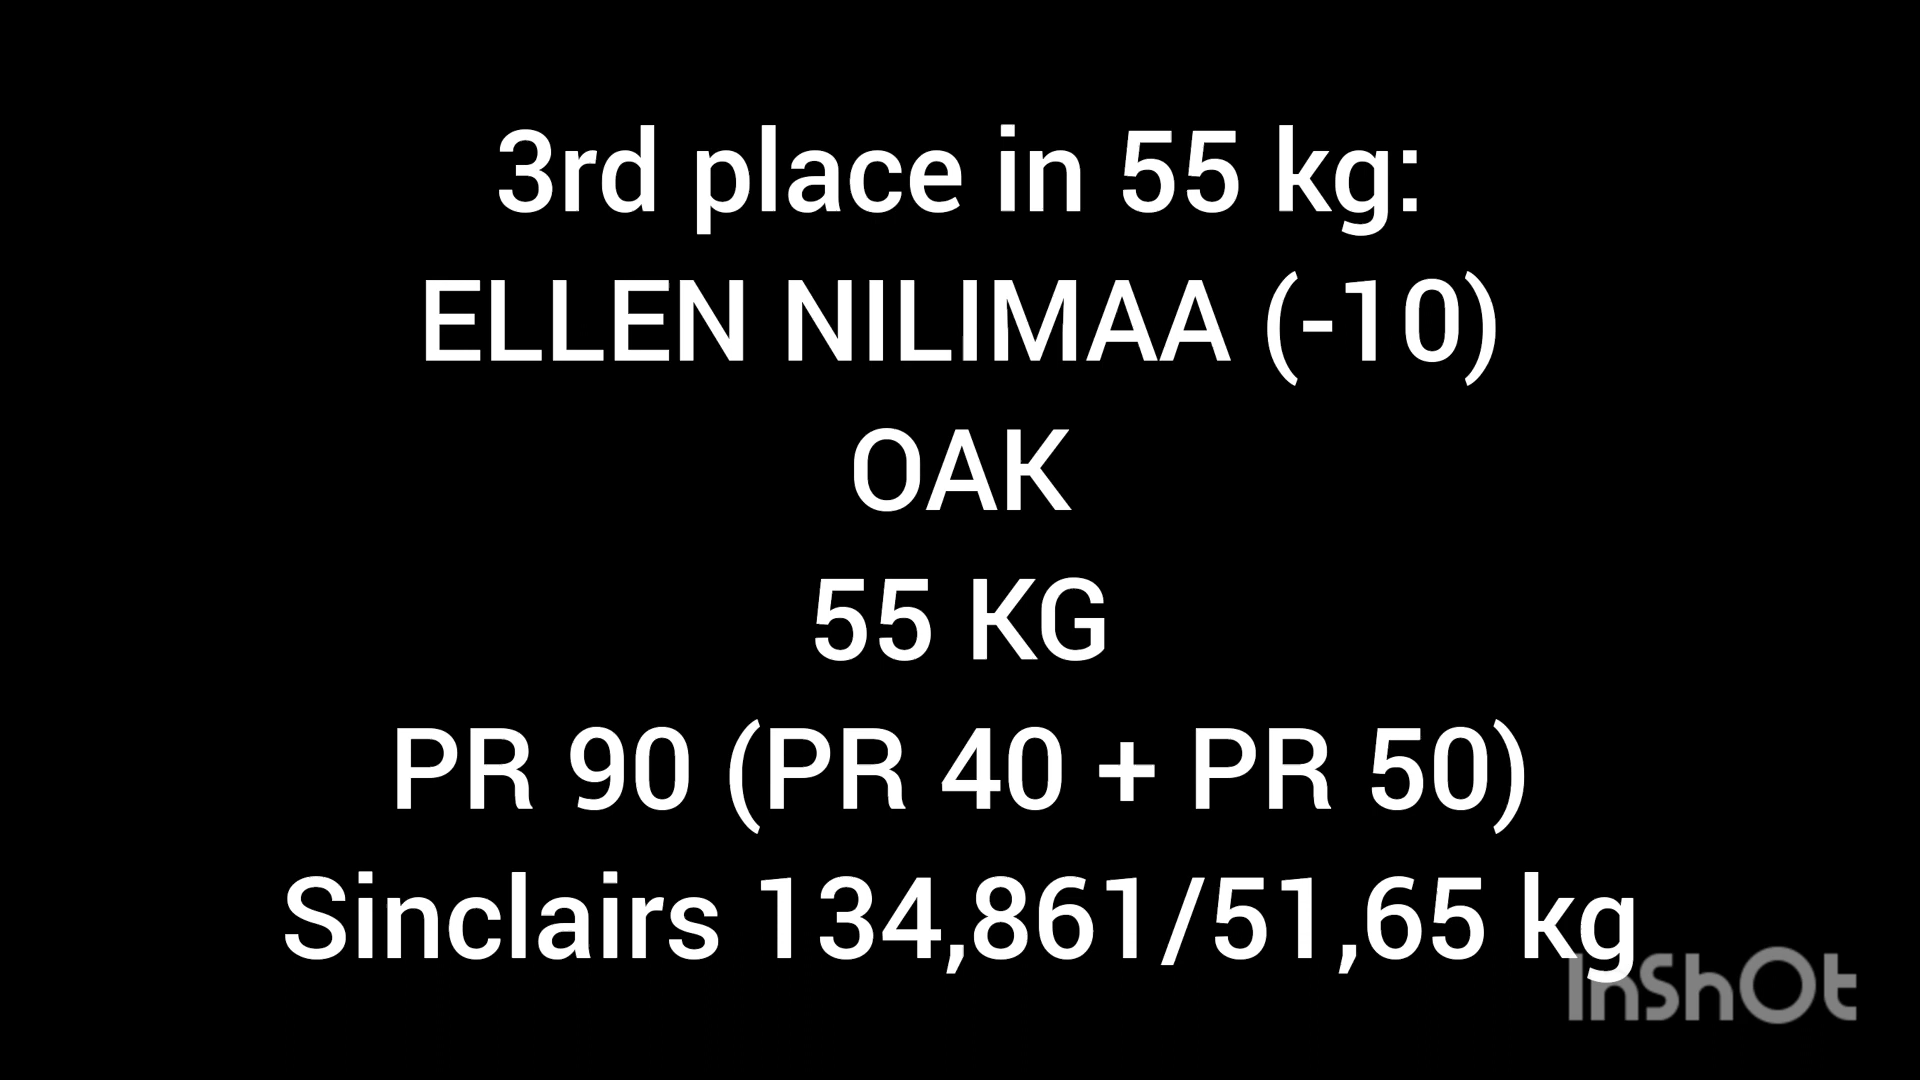 3rd place in 55 kg:
ELLEN NILIMAA (-10)
OAK
55 KG
PR 90 (PR 40 + PR 50)
Sinclairs 134,861/51,65 kg
InShOt